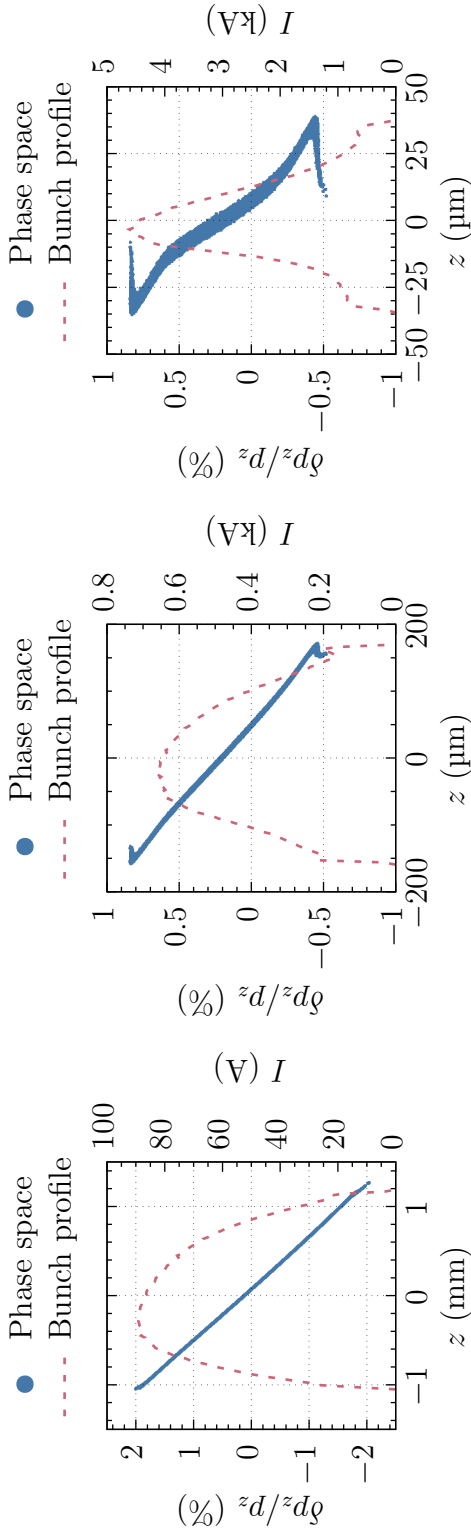 Phase space
Bunch profile
δp_z/p_z (%)
2
1
0
−1
−2
−1 0 1
z (mm)
100
80
60
40
20
0
I (A)
Phase space
Bunch profile
δp_z/p_z (%)
1
0.5
0
−0.5
−1
−200 0 200
z (µm)
0.8
0.6
0.4
0.2
0
I (kA)
Phase space
Bunch profile
δp_z/p_z (%)
1
0.5
0
−0.5
−1
−50 −25 0 25 50
z (µm)
5
4
3
2
1
0
I (kA)